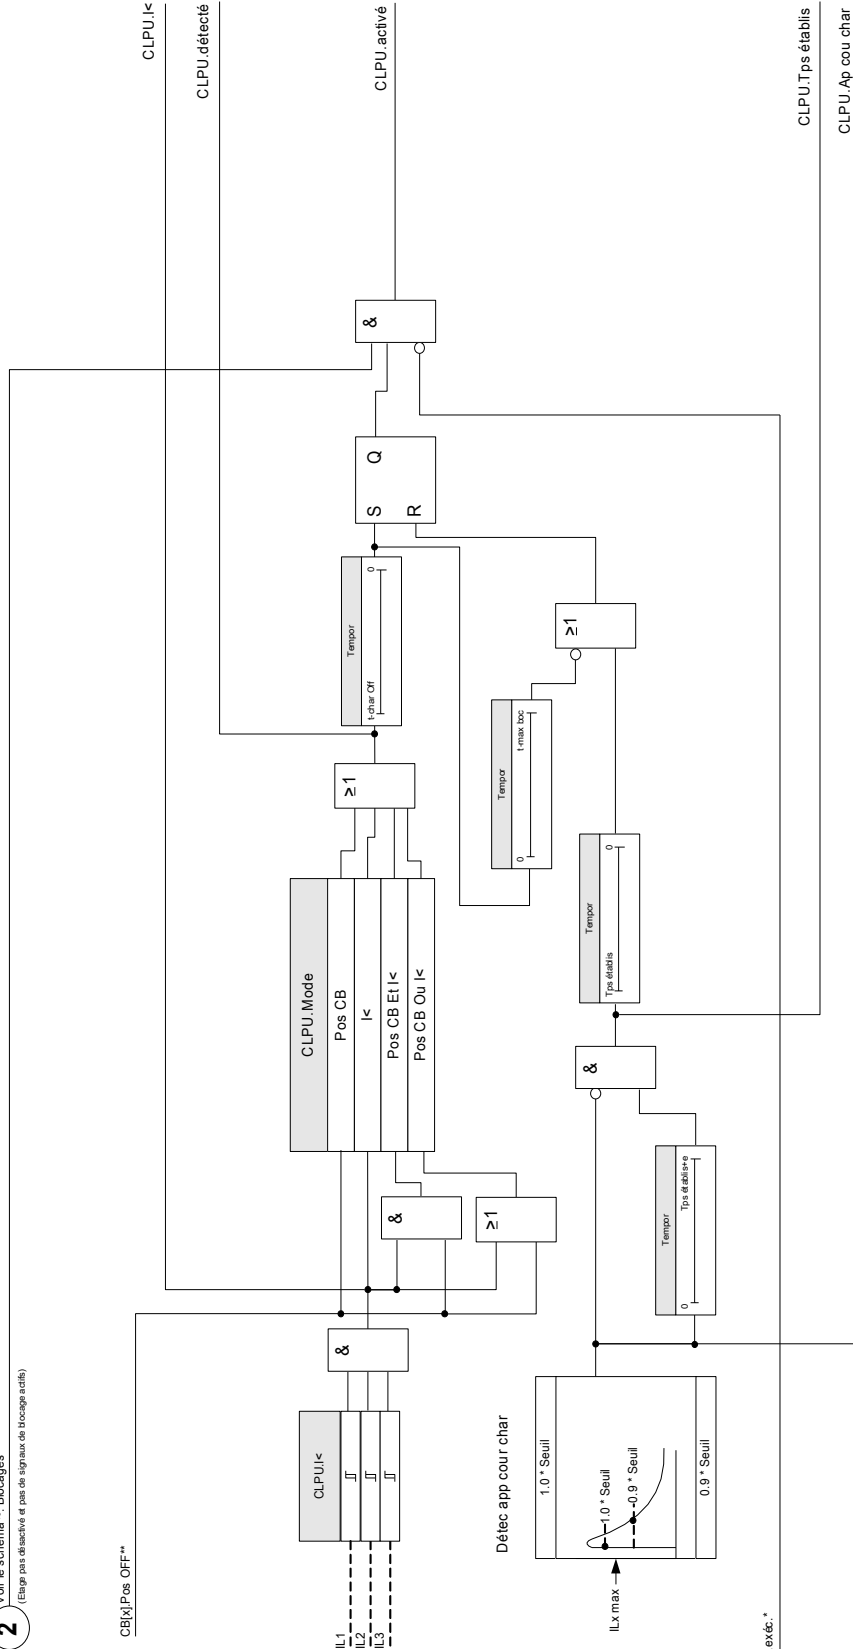 2
Voir le schéma *: Blocages
(Etage pas désactivé et pas de signaux de blocage actifs)
CB[x].Pos OFF**
IL1
IL2
IL3
CLPU.I<
&
&
≥1
CLPU.Mode
Pos CB
I<
Pos CB Et I<
Pos CB Ou I<
≥1
Tempor
t-char Off
0
S
Q
R
&
CLPU.I<
CLPU.détecté
CLPU.activé
Tempor
0
t-max boc
≥1
Détec app cour char
1.0 * Seuil
1.0 * Seuil
0.9 * Seuil
0.9 * Seuil
ILx max
Tempor
0
Tps établis+e
&
Tempor
Tps établis
0
CLPU.Tps établis
CLPU.Ap cou char
exéc.*